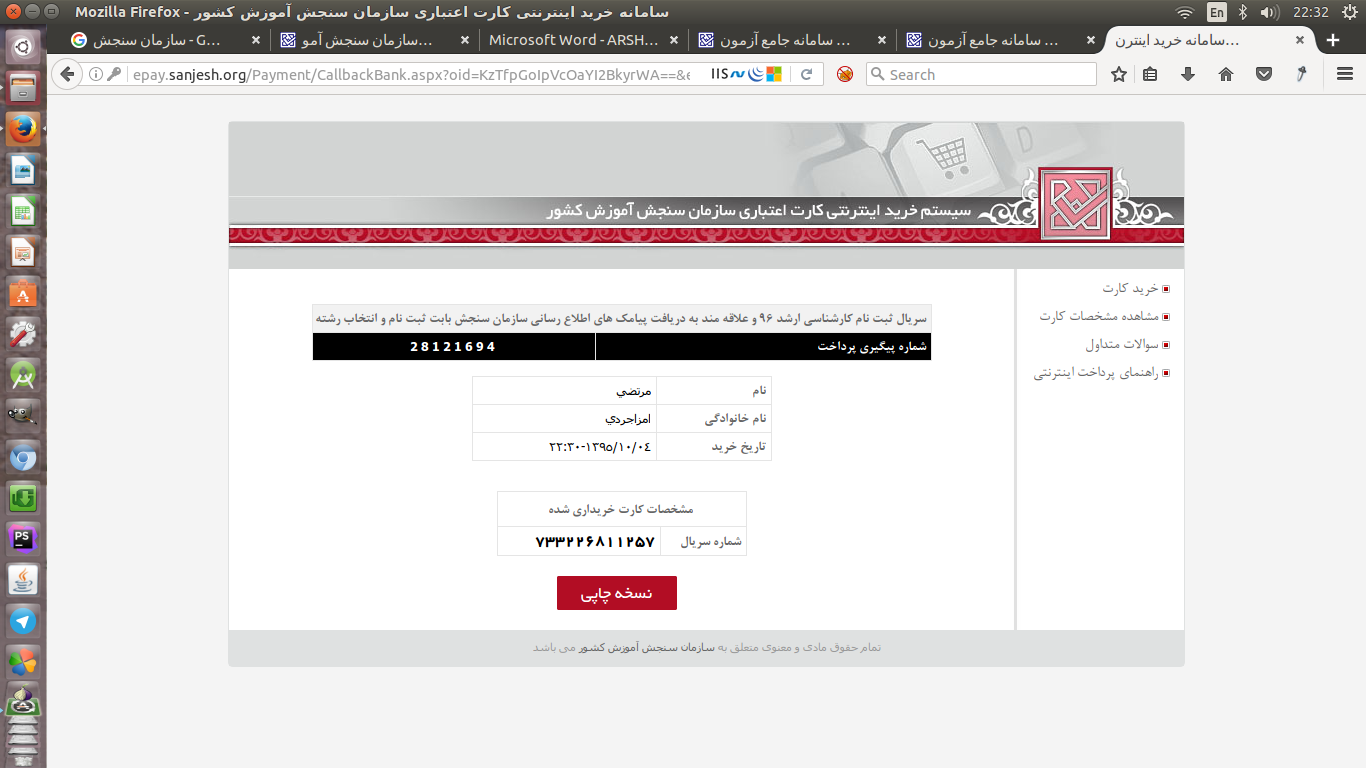 سامانه خرید اینترنتی کارت اعتباری سازمان سنجش آموزش کشور - Mozilla Firefox
En
22:32
سازمان سنجش - G...
سازمان سنجش آمو...
Microsoft Word - ARSH...
سامانه جامع آزمون ...
سامانه جامع آزمون ...
سامانه خرید اینترن...
epay.sanjesh.org/Payment/CallbackBank.aspx?oid=KzTfpGoIpVcOaYI2BkyrWA==&e
IIS
Search
سیستم خرید اینترنتی کارت اعتباری سازمان سنجش آموزش کشور
خرید کارت
مشاهده مشخصات کارت
سوالات متداول
راهنمای پرداخت اینترنتی
سریال ثبت نام کارشناسی ارشد ۹۶ و علاقه مند به دریافت پیامک های اطلاع رسانی سازمان سنجش بابت ثبت نام و انتخاب رشته
شماره پیگیری پرداخت 28121694
نام مرتضي
نام خانوادگی امزاجردي
تاریخ خرید ۱۳۹۵/۱۰/۰۴-۲۲:۳۰
مشخصات کارت خریداری شده
شماره سریال ۷۳۳۲۲۶۸۱۱۲۵۷
نسخه چاپی
تمام حقوق مادی و معنوی متعلق به سازمان سنجش آموزش کشور می باشد
PS